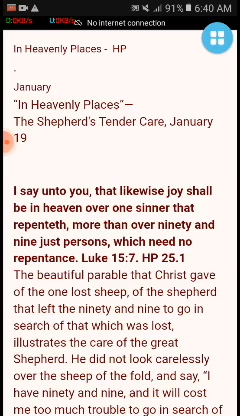 91% 6:40 AM
0:0KB/s U:0KB/s No internet connection
In Heavenly Places - HP
.
January
“In Heavenly Places”—
The Shepherd's Tender Care, January
19
I say unto you, that likewise joy shall
be in heaven over one sinner that
repenteth, more than over ninety and
nine just persons, which need no
repentance. Luke 15:7. HP 25.1
The beautiful parable that Christ gave
of the one lost sheep, of the shepherd
that left the ninety and nine to go in
search of that which was lost,
illustrates the care of the great
Shepherd. He did not look carelessly
over the sheep of the fold, and say, “I
have ninety and nine, and it will cost
me too much trouble to go in search of